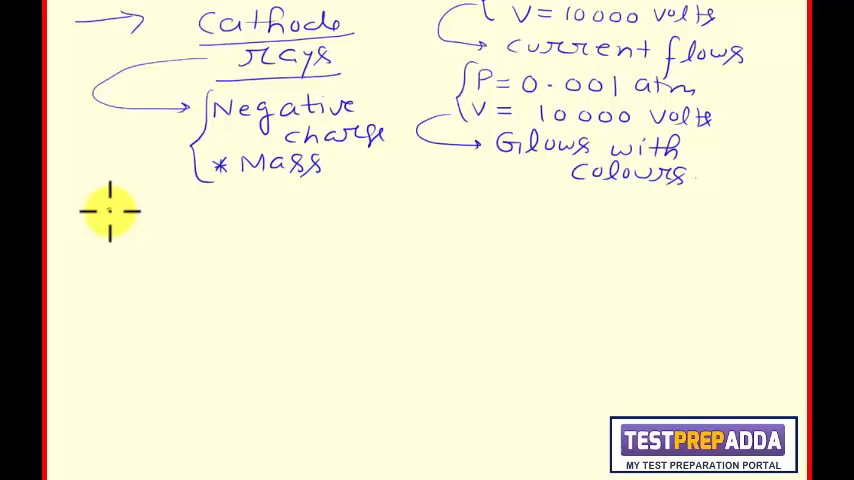 Cathode
rays
Negative
charge
* Mass
V = 10000 volts
current flows
P = 0.001 atm
V = 10000 volts
Glows with
colours
TESTPREPADDA
MY TEST PREPARATION PORTAL